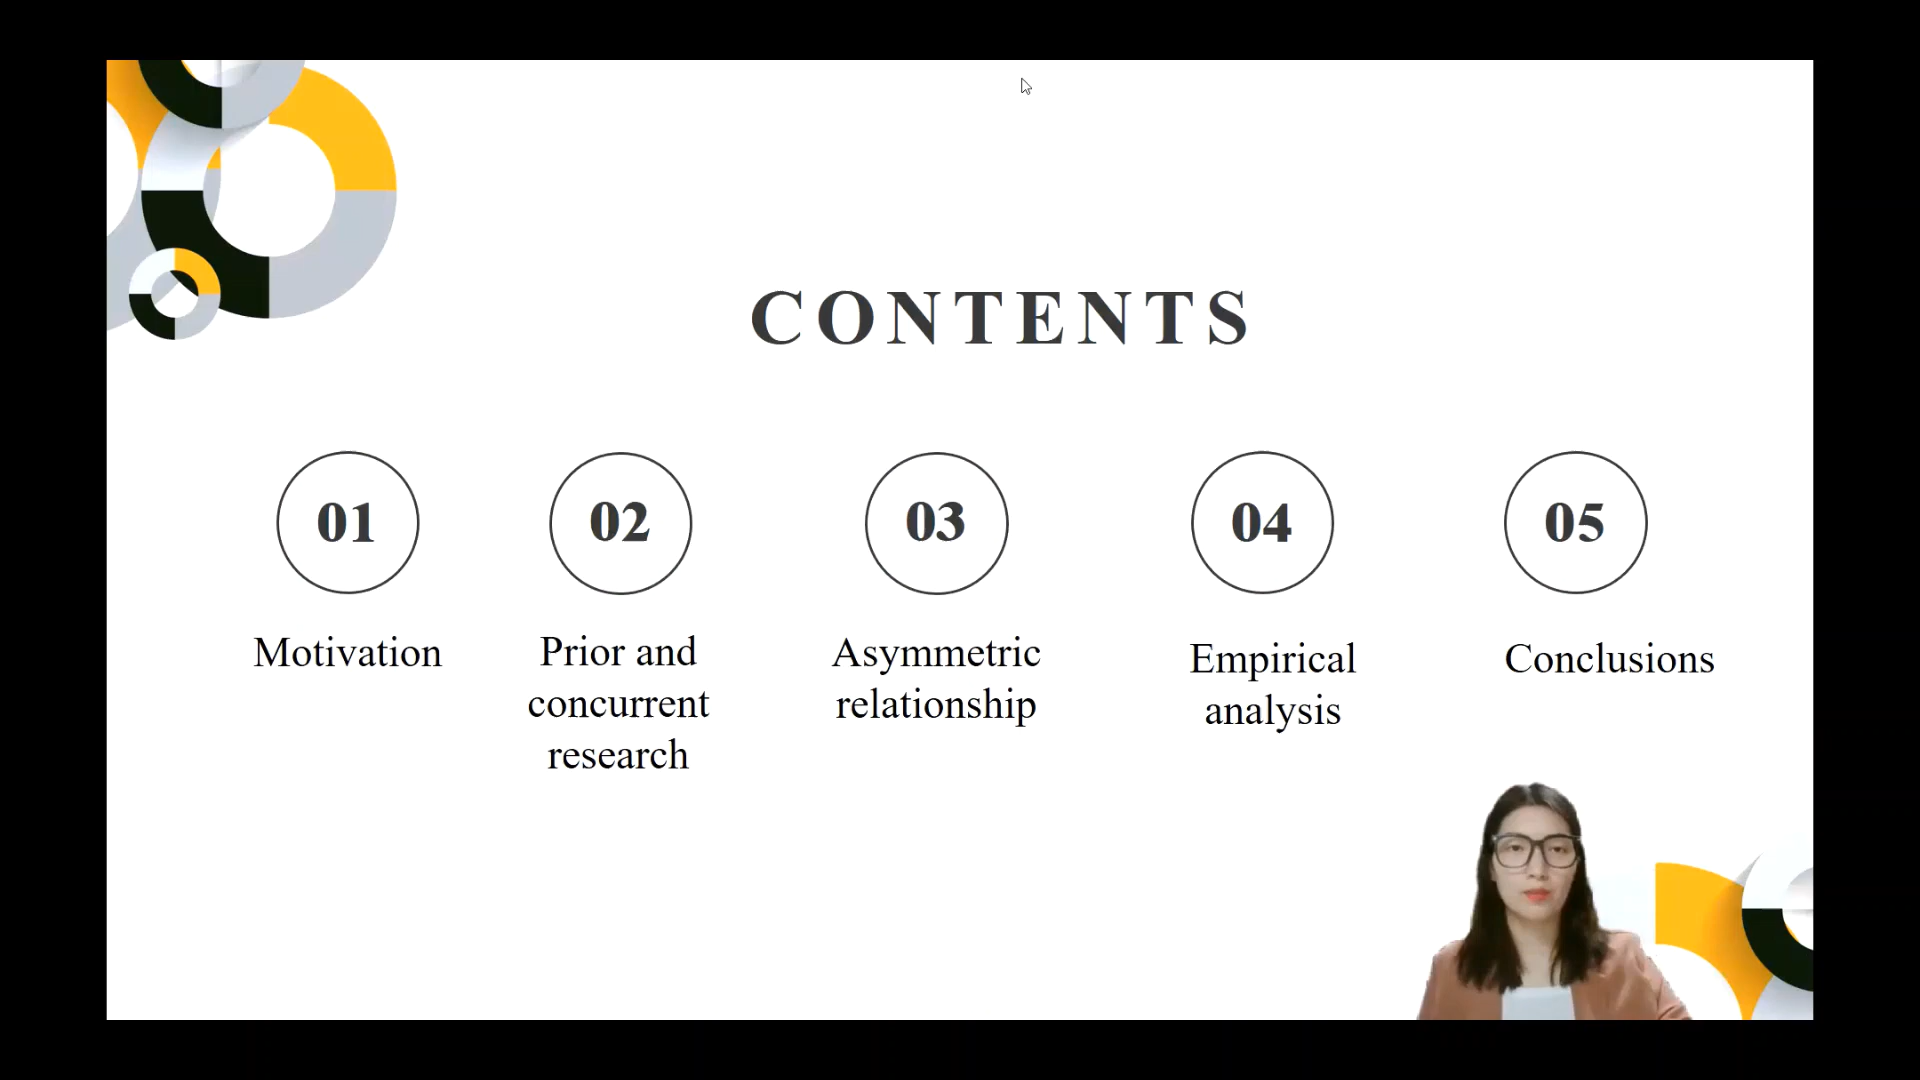 CONTENTS
01
Motivation
02
Prior and
concurrent
research
03
Asymmetric
relationship
04
Empirical
analysis
05
Conclusions